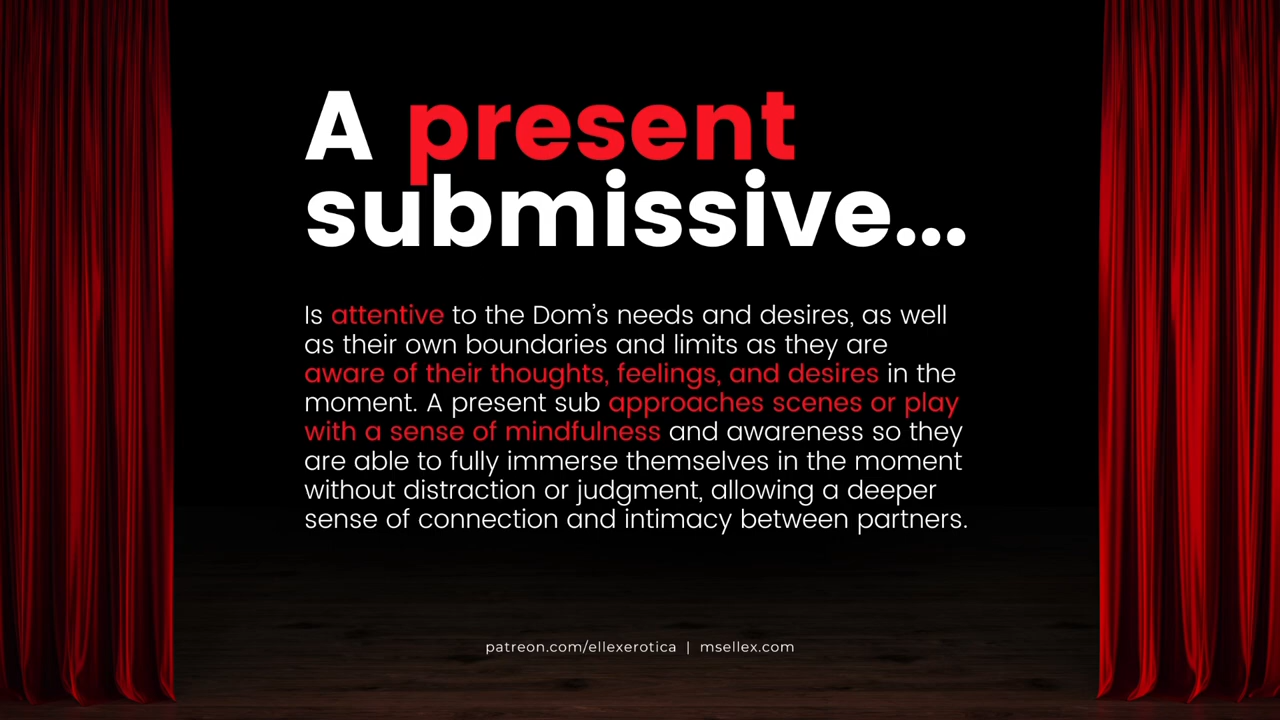 A present
submissive...
Is attentive to the Dom’s needs and desires, as well
as their own boundaries and limits as they are
aware of their thoughts, feelings, and desires in the
moment. A present sub approaches scenes or play
with a sense of mindfulness and awareness so they
are able to fully immerse themselves in the moment
without distraction or judgment, allowing a deeper
sense of connection and intimacy between partners.
patreon.com/ellexerotica | msellex.com